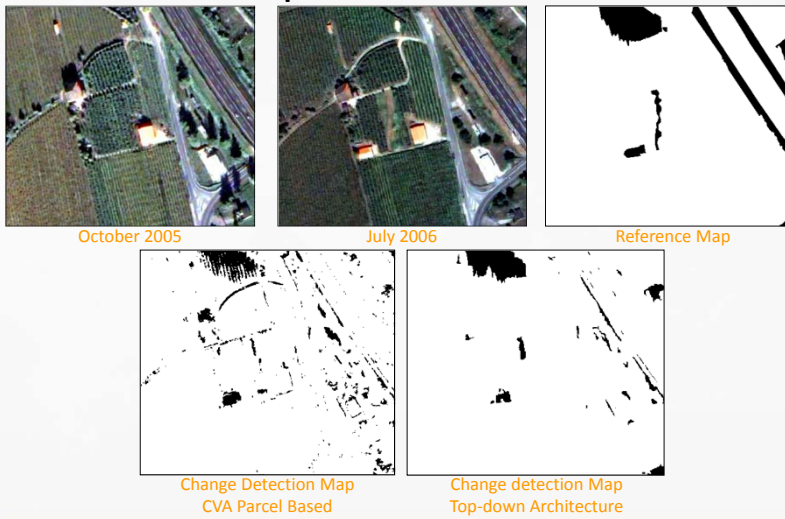 October 2005
July 2006
Reference Map
Change Detection Map
CVA Parcel Based
Change detection Map
Top-down Architecture